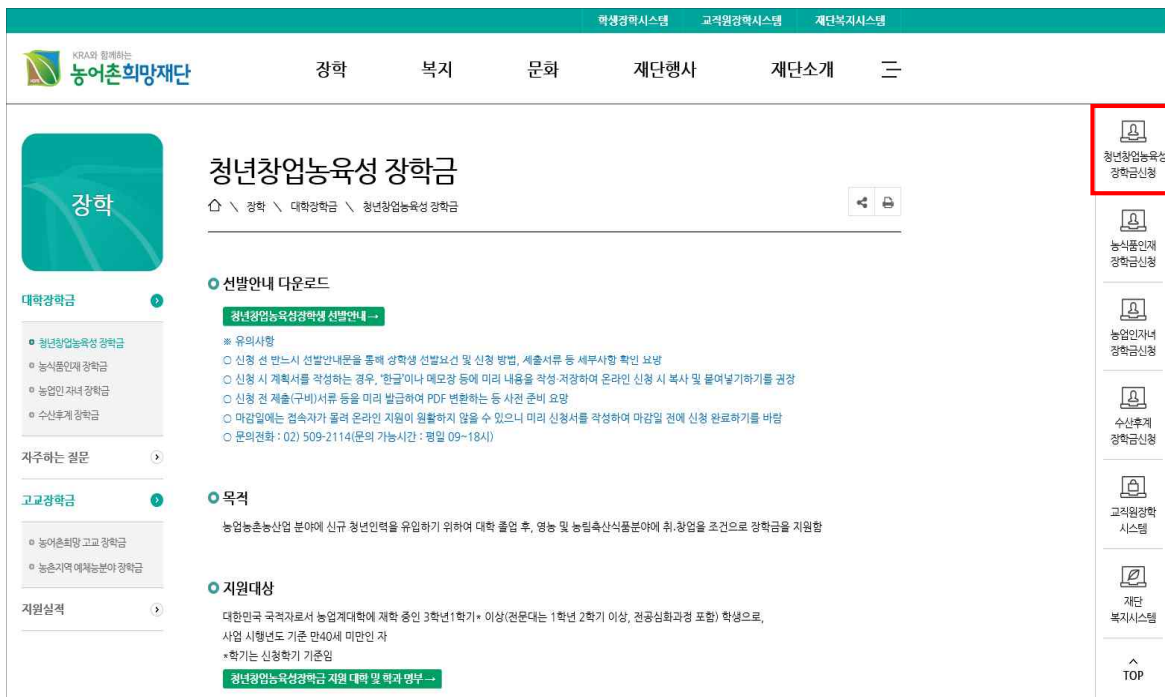 학생장학시스템 교직원장학시스템 재단복지시스템
KRA와 함께하는
농어촌희망재단
장학 복지 문화 재단행사 재단소개
장학
대학장학금
청년창업농육성 장학금
농식품인재 장학금
농업인 자녀 장학금
수산후계 장학금
자주하는 질문
고교장학금
농어촌희망 고교 장학금
농촌지역 예체능분야 장학금
지원실적
청년창업농육성 장학금
장학 \ 대학장학금 \ 청년창업농육성 장학금
선발안내 다운로드
청년창업농육성장학생 선발안내→
※ 유의사항
○ 신청 전 반드시 선발안내문을 통해 장학생 선발요건 및 신청 방법, 제출서류 등 세부사항 확인 요망
○ 신청 시 계획서를 작성하는 경우, '한글'이나 메모장 등에 미리 내용을 작성·저장하여 온라인 신청 시 복사 및 붙여넣기하기를 권장
○ 신청 전 제출(구비)서류 등을 미리 발급하여 PDF 변환하는 등 사전 준비 요망
○ 마감일에는 접속자가 몰려 온라인 지원이 원활하지 않을 수 있으니 미리 신청서를 작성하여 마감일 전에 신청 완료하기를 바람
○ 문의전화 : 02) 509-2114(문의 가능시간 : 평일 09~18시)
목적
농업농촌농산업 분야에 신규 청년인력을 유입하기 위하여 대학 졸업 후, 영농 및 농림축산식품분야에 취.창업을 조건으로 장학금을 지원함
지원대상
대한민국 국적자로서 농업계대학에 재학 중인 3학년1학기* 이상(전문대는 1학년 2학기 이상, 전공심화과정 포함) 학생으로,
사업 시행년도 기준 만40세 미만인 자
*학기는 신청학기 기준임
청년창업농육성장학금 지원 대학 및 학과 명부→
청년창업농육성
장학금신청
농식품인재
장학금신청
농업인자녀
장학금신청
수산후계
장학금신청
교직원장학
시스템
재단
복지시스템
TOP